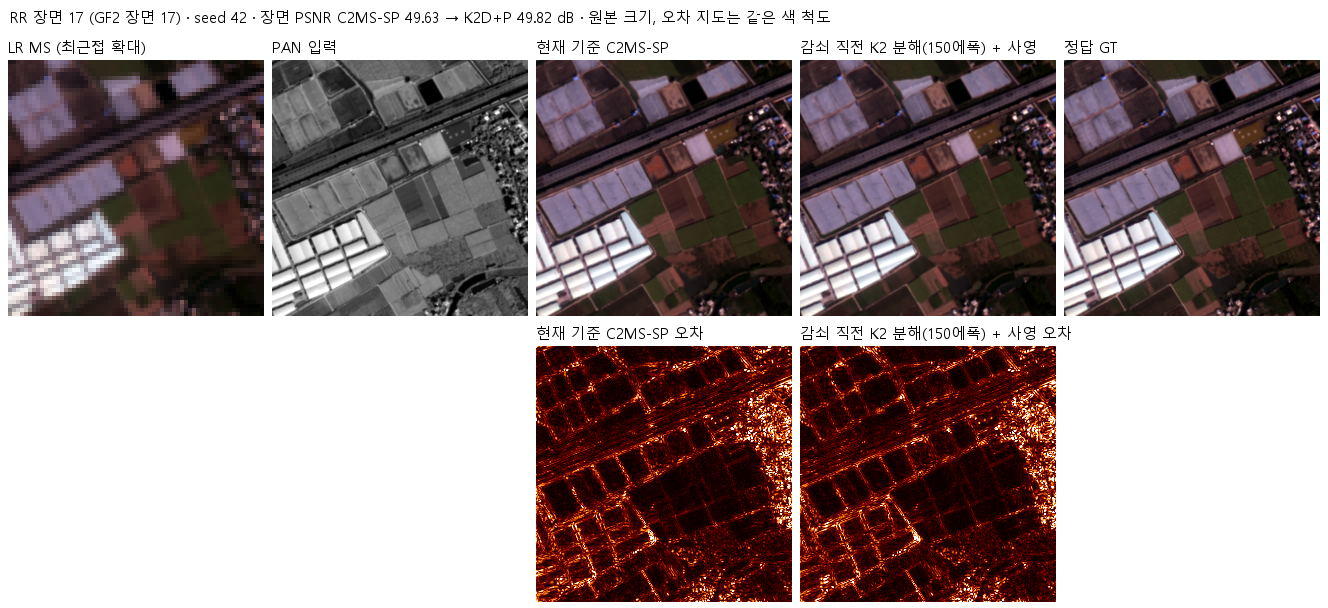 RR 장면 17 (GF2 장면 17) · seed 42 · 장면 PSNR C2MS-SP 49.63 → K2D+P 49.82 dB · 원본 크기, 오차 지도는 같은 색 척도
LR MS (최근접 확대)
PAN 입력
현재 기준 C2MS-SP
감쇠 직전 K2 분해(150에폭) + 사영
정답 GT
현재 기준 C2MS-SP 오차
감쇠 직전 K2 분해(150에폭) + 사영 오차